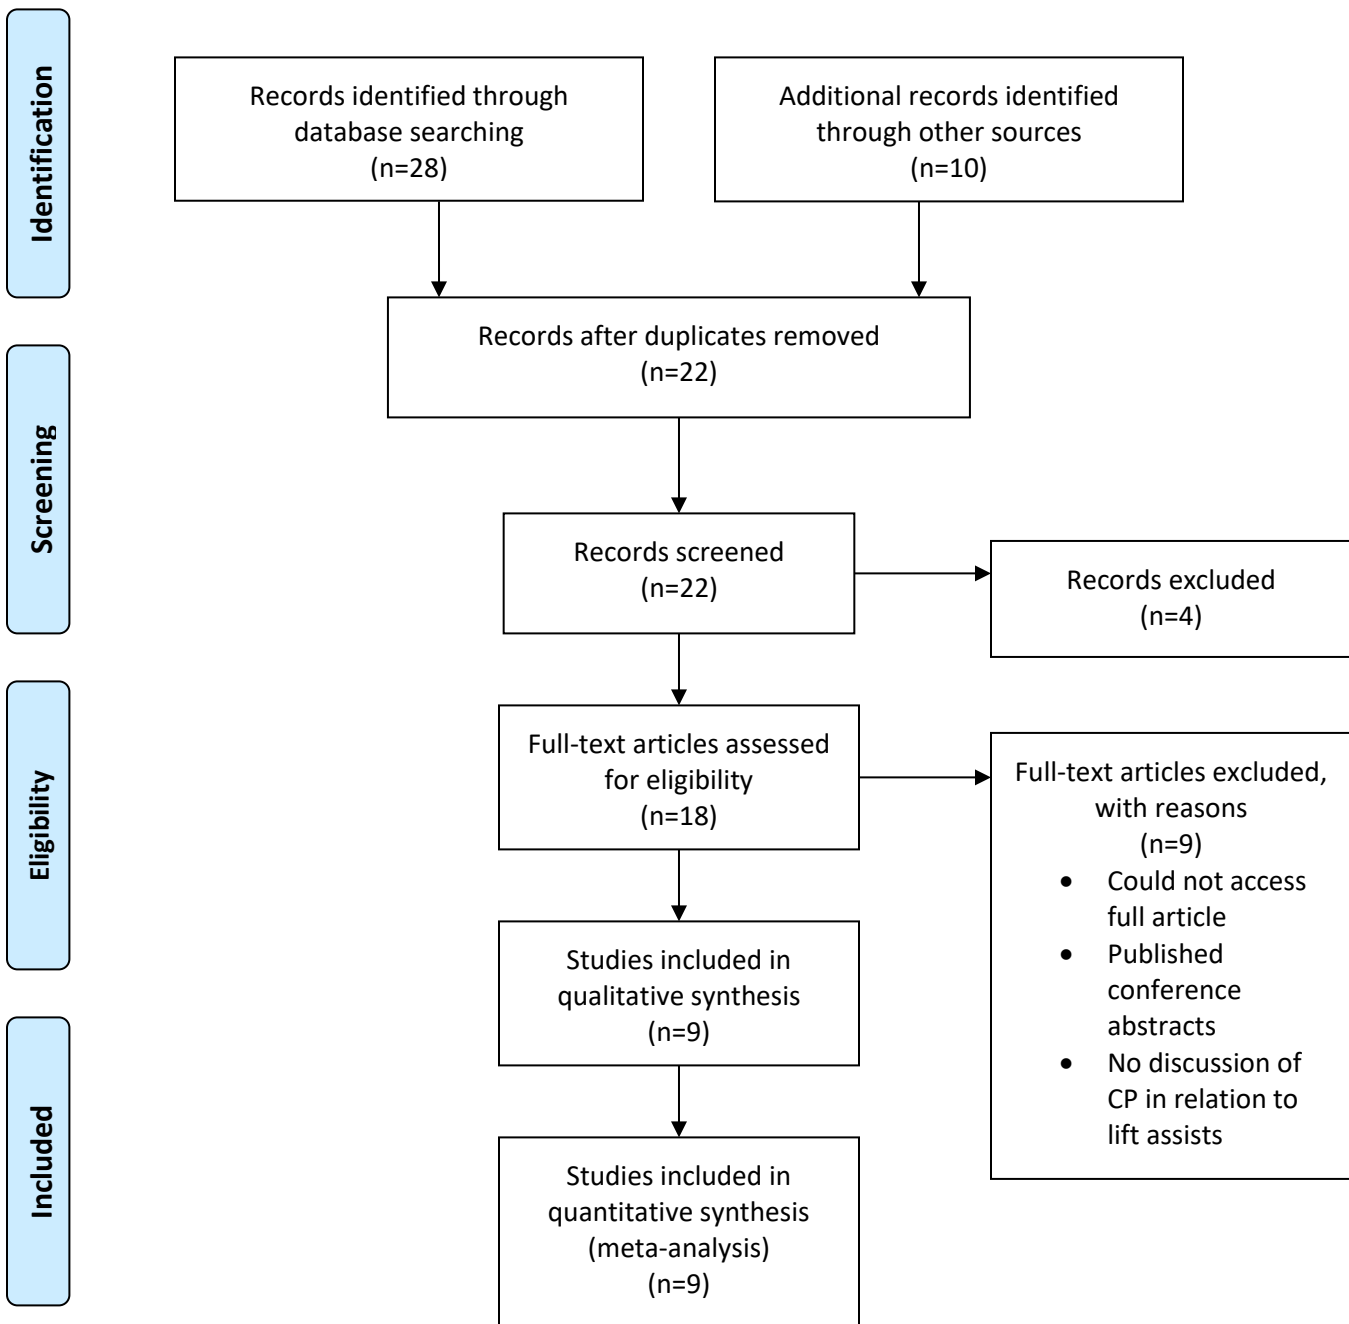 Identification
Records identified through
database searching
(n=28)
Additional records identified
through other sources
(n=10)
Records after duplicates removed
(n=22)
Screening
Records screened
(n=22)
Records excluded
(n=4)
Eligibility
Full-text articles assessed
for eligibility
(n=18)
Full-text articles excluded,
with reasons
(n=9)
• Could not access
full article
• Published
conference
abstracts
• No discussion of
CP in relation to
lift assists
Studies included in
qualitative synthesis
(n=9)
Included
Studies included in
quantitative synthesis
(meta-analysis)
(n=9)